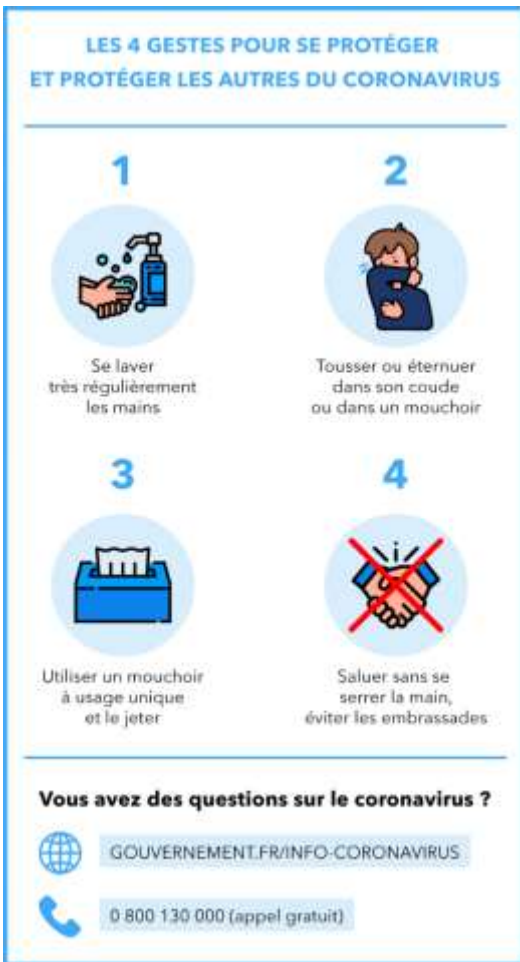 LES 4 GESTES POUR SE PROTÉGER
ET PROTÉGER LES AUTRES DU CORONAVIRUS
1
Se laver
très régulièrement
les mains
2
Tousser ou éternuer
dans son coude
ou dans un mouchoir
3
Utiliser un mouchoir
à usage unique
et le jeter
4
Saluer sans se
serrer la main,
éviter les embrassades
Vous avez des questions sur le coronavirus ?
GOUVERNEMENT.FR/INFO-CORONAVIRUS
0 800 130 000 (appel gratuit)